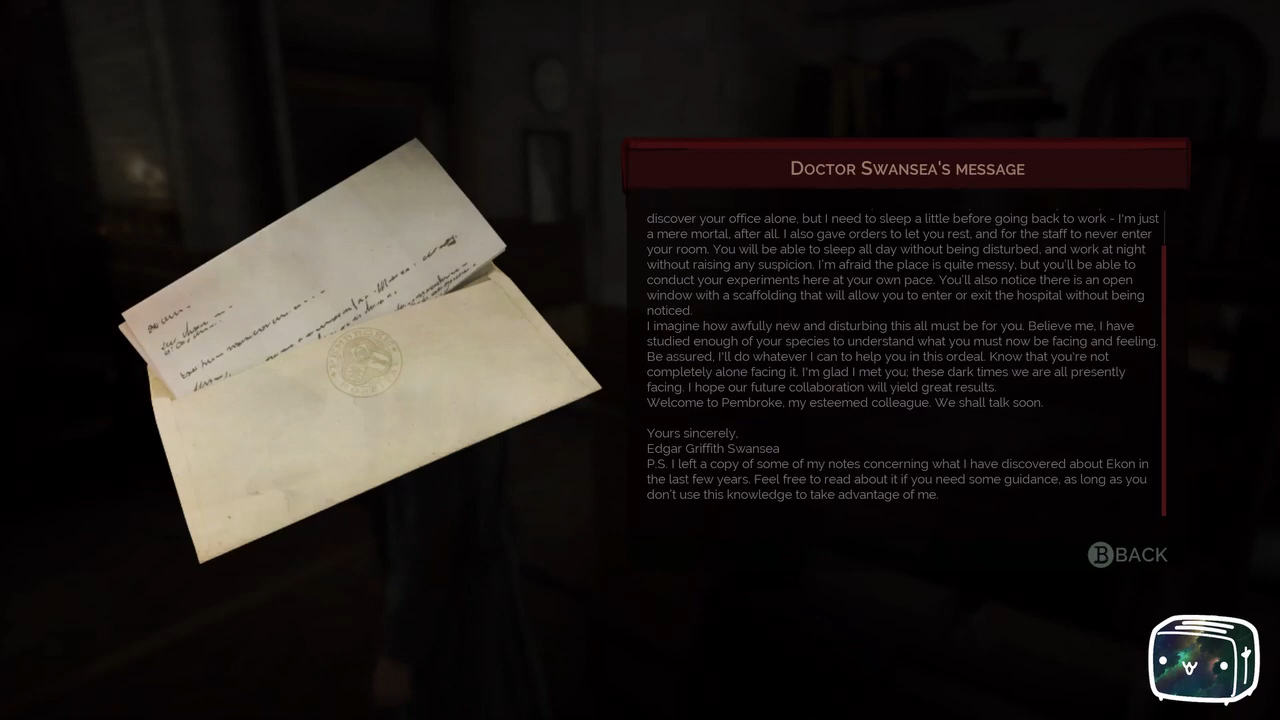 Doctor Swansea's message
discover your office alone, but I need to sleep a little before going back to work - I'm just
a mere mortal, after all. I also gave orders to let you rest, and for the staff to never enter
your room. You will be able to sleep all day without being disturbed, and work at night
without raising any suspicion. I'm afraid the place is quite messy, but you'll be able to
conduct your experiments here at your own pace. You'll also notice there is an open
window with a scaffolding that will allow you to enter or exit the hospital without being
noticed.
I imagine how awfully new and disturbing this all must be for you. Believe me, I have
studied enough of your species to understand what you must now be facing and feeling.
Be assured, I'll do whatever I can to help you in this ordeal. Know that you're not
completely alone facing it. I'm glad I met you; these dark times we are all presently
facing. I hope our future collaboration will yield great results.
Welcome to Pembroke, my esteemed colleague. We shall talk soon.
Yours sincerely,
Edgar Griffith Swansea
P.S. I left a copy of some of my notes concerning what I have discovered about Ekon in
the last few years. Feel free to read about it if you need some guidance, as long as you
don't use this knowledge to take advantage of me.
B BACK